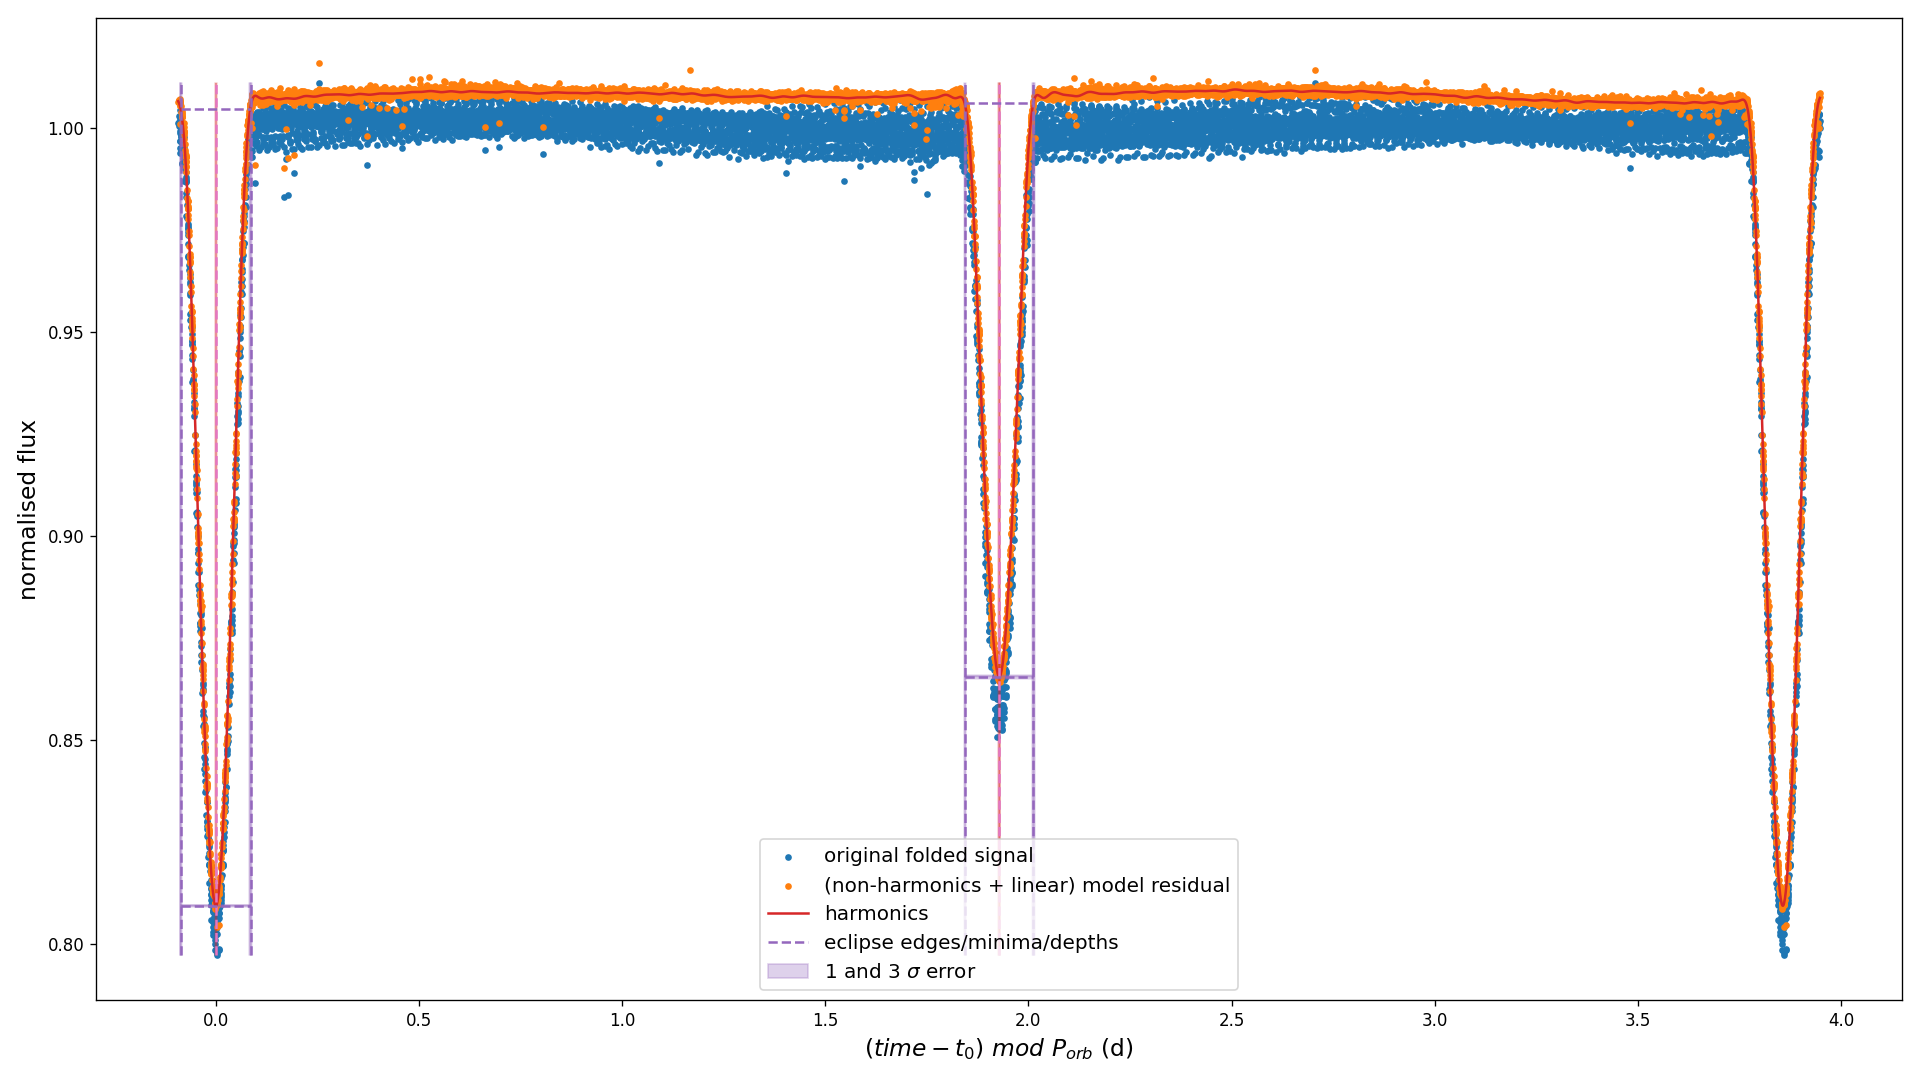 normalised flux
1.00
0.95
0.90
0.85
0.80
original folded signal
(non-harmonics + linear) model residual
harmonics
eclipse edges/minima/depths
1 and 3 σ error
0.0 0.5 1.0 1.5 2.0 2.5 3.0 3.5 4.0
(time − t₀) mod Pₒᵣb (d)